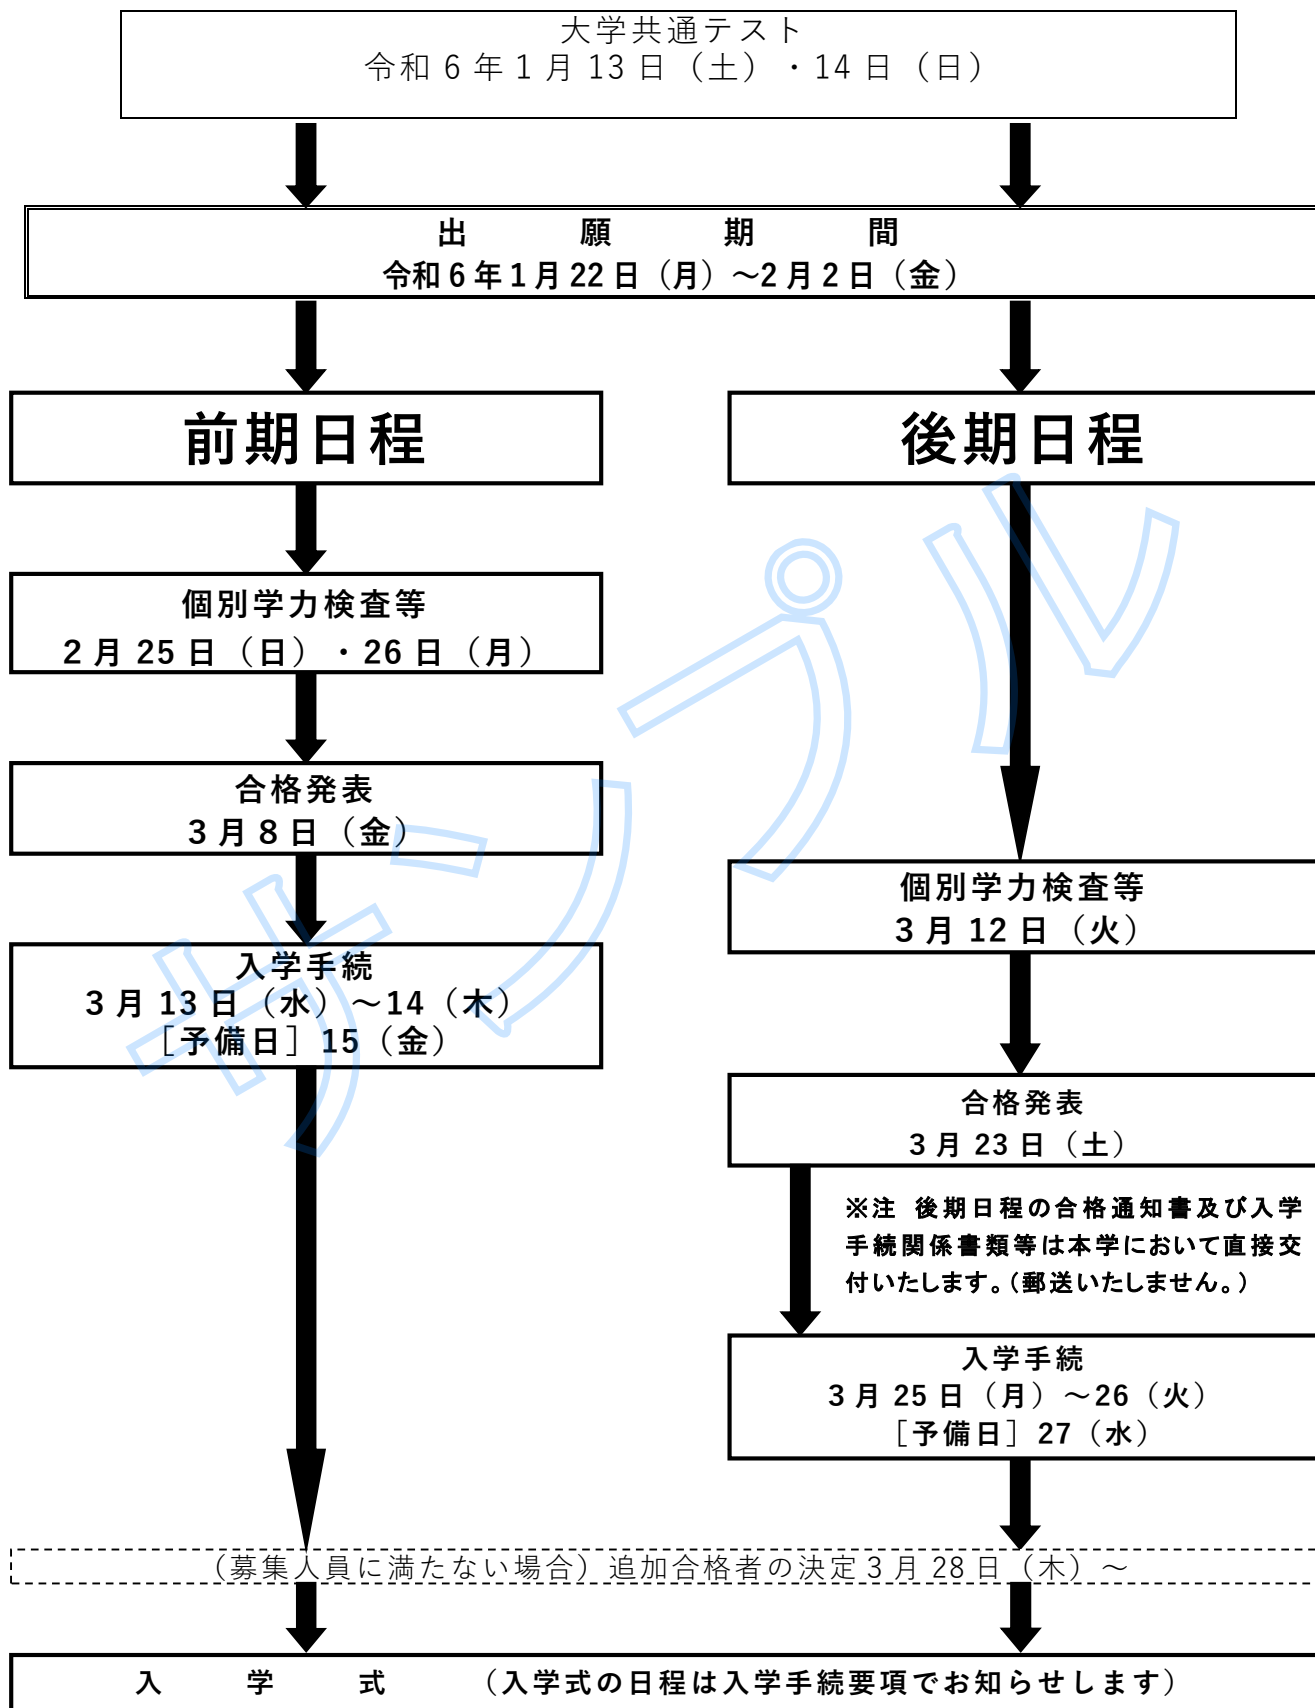 大学共通テスト
令和 6 年 1 月 13 日（土）・14 日（日）
出　願　期　間
令和 6 年 1 月 22 日（月）～2 月 2 日（金）
前期日程
後期日程
個別学力検査等
2 月 25 日（日）・26 日（月）
合格発表
3 月 8 日（金）
入学手続
3 月 13 日（水）～14（木）
［予備日］15（金）
個別学力検査等
3 月 12 日（火）
合格発表
3 月 23 日（土）
※注 後期日程の合格通知書及び入学
手続関係書類等は本学において直接交
付いたします。（郵送いたしません。）
入学手続
3 月 25 日（月）～26（火）
［予備日］27（水）
（募集人員に満たない場合）追加合格者の決定 3 月 28 日（木）～
入　学　式　（入学式の日程は入学手続要項でお知らせします）
サンプル